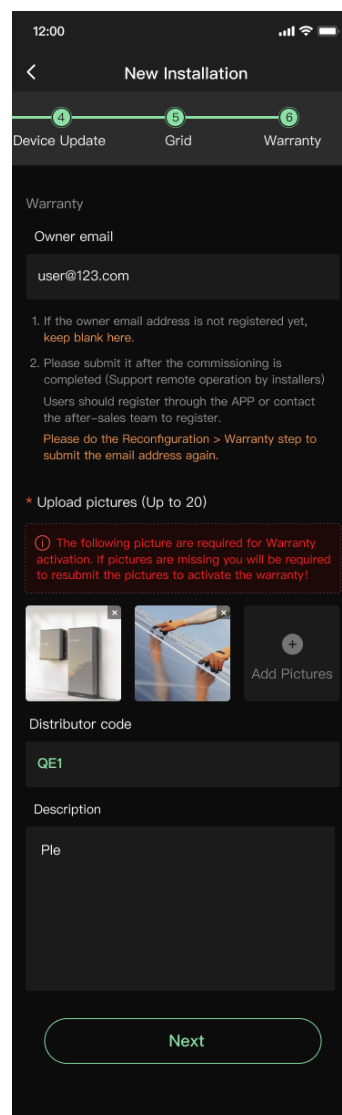 12:00
New Installation
4
5
6
Device Update
Grid
Warranty
Warranty
Owner email
user@123.com
1. If the owner email address is not registered yet,
keep blank here.
2. Please submit it after the commissioning is
completed (Support remote operation by installers)
Users should register through the APP or contact
the after-sales team to register.
Please do the Reconfiguration > Warranty step to
submit the email address again.
* Upload pictures (Up to 20)
The following picture are required for Warranty
activation. If pictures are missing you will be required
to resubmit the pictures to activate the warranty!
Add Pictures
Distributor code
QE1
Description
Ple
Next